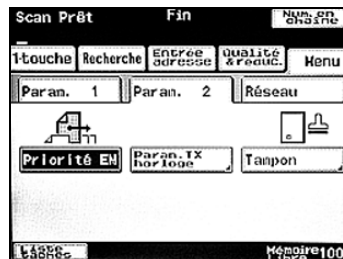 Scan Prêt Fin Num. en chaîne
1-touche Recherche Entrée adresse Qualité & réduc. Menu
Param. 1 Param. 2 Réseau
Priorité EM Param.TX horloge Tampon
Liste tâches Mémoire Libre 100